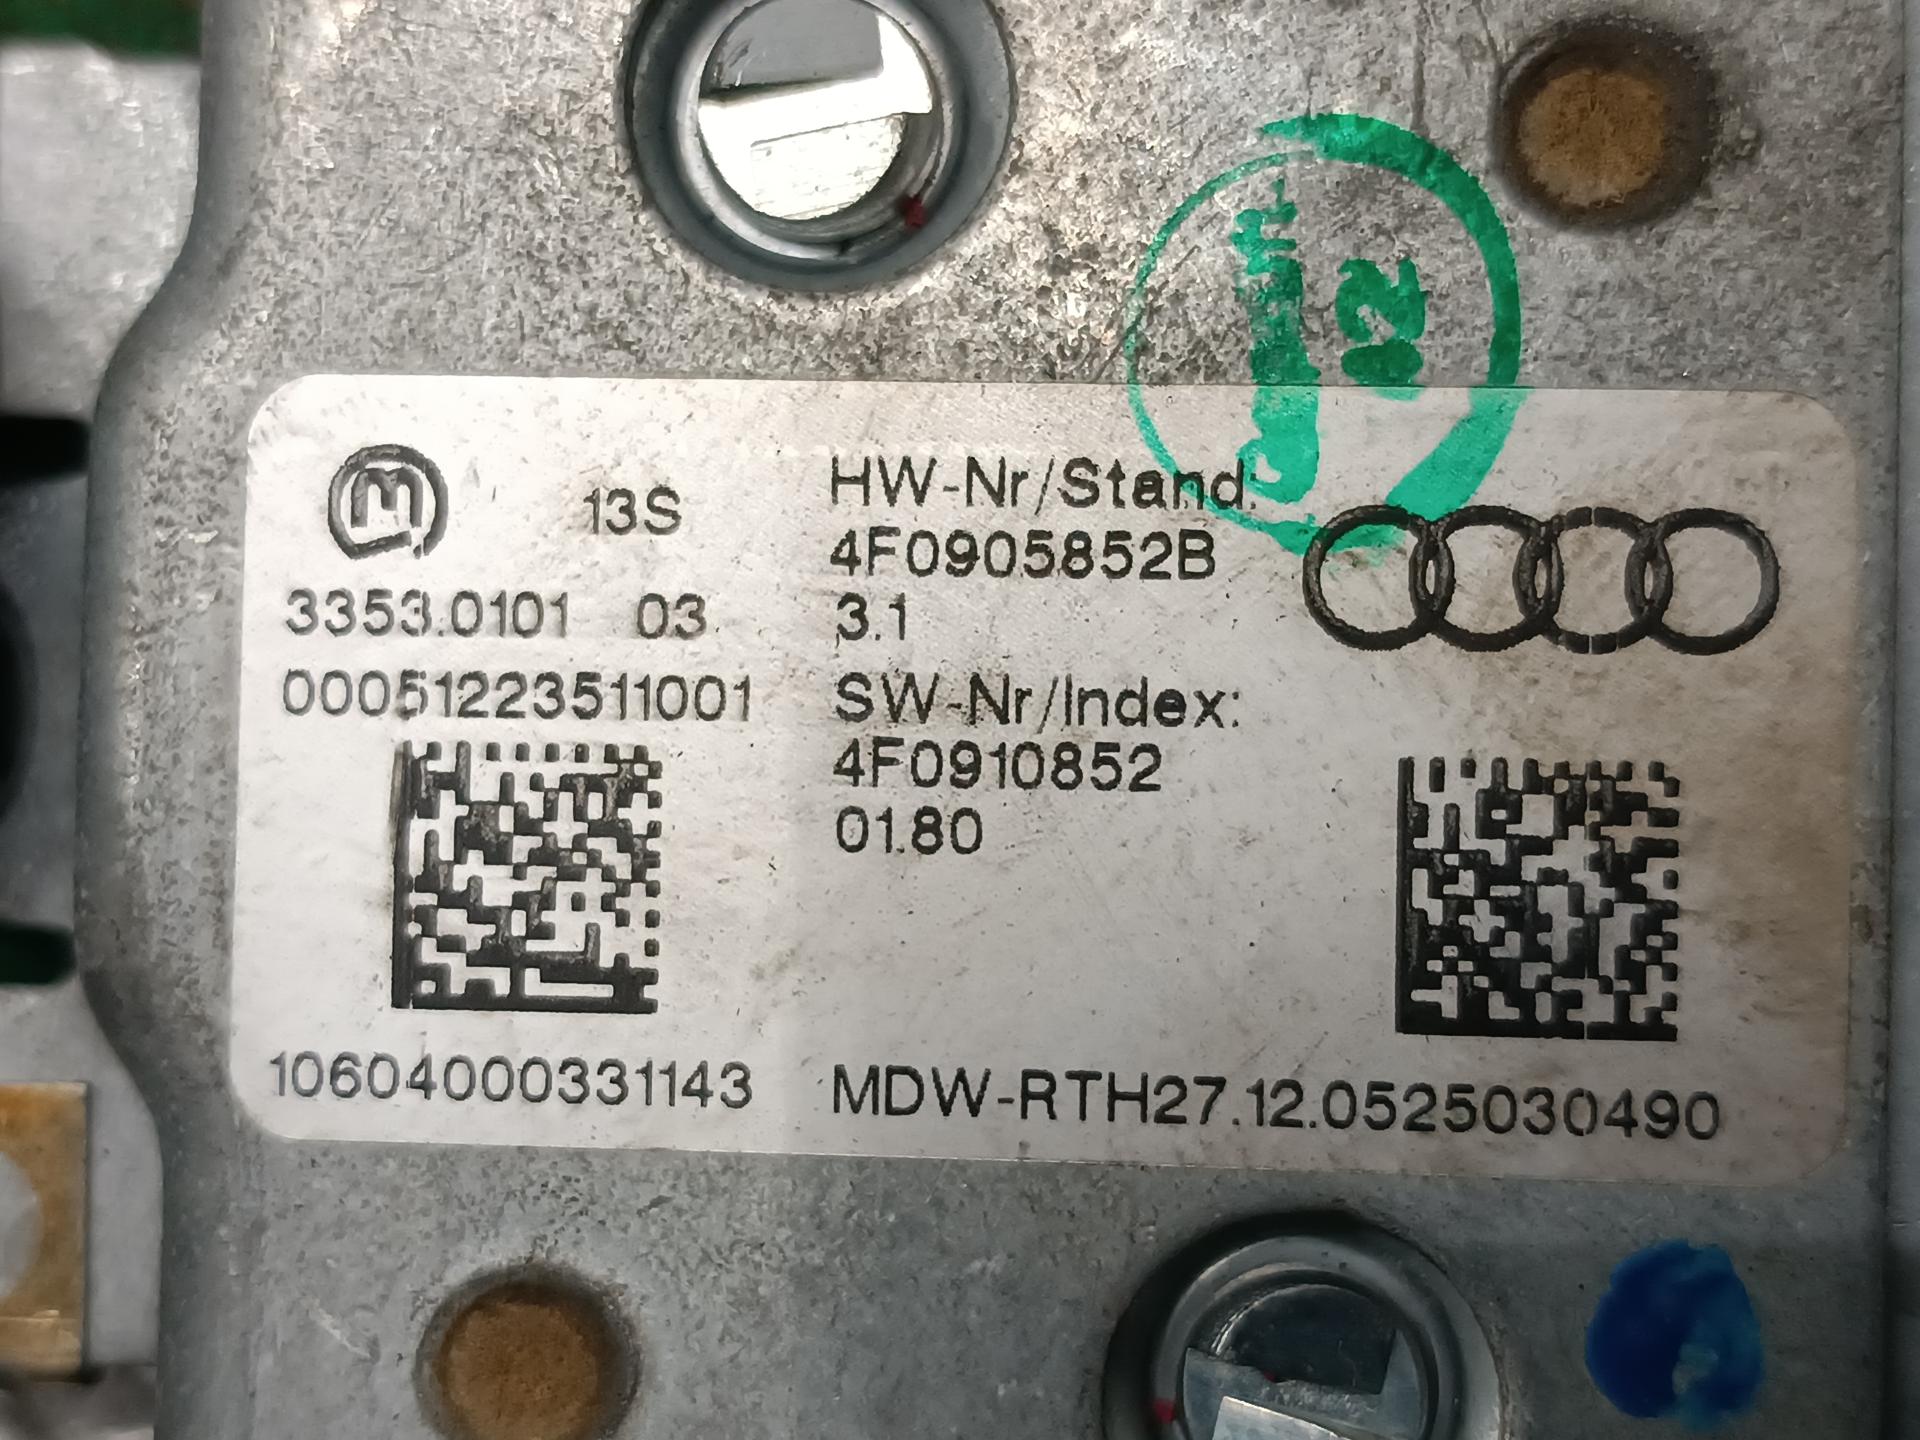 M
13S
3353.0101 03
00051223511001
10604000331143
HW-Nr/Stand:
4F0905852B
3.1
SW-Nr/Index:
4F0910852
01.80
MDW-RTH27.12.0525030490